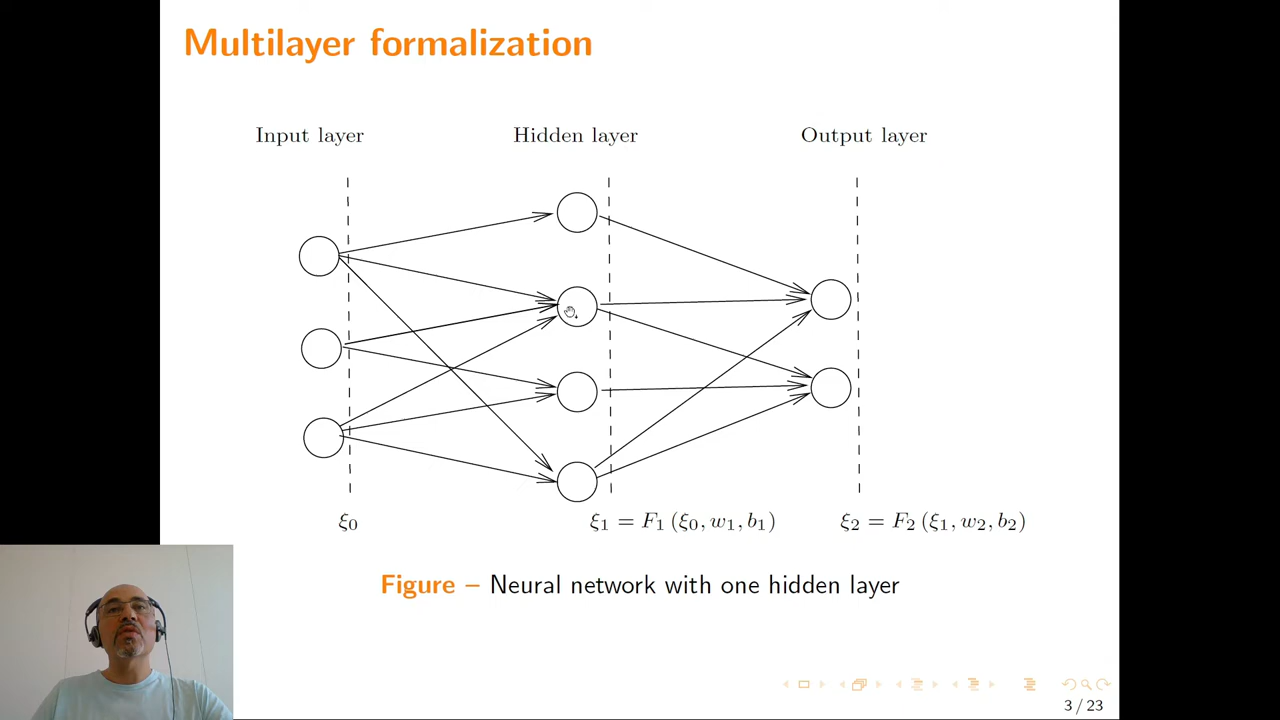 Multilayer formalization
Input layer
Hidden layer
Output layer
ξ₀
ξ₁ = F₁ (ξ₀, w₁, b₁)
ξ₂ = F₂ (ξ₁, w₂, b₂)
Figure – Neural network with one hidden layer
3 / 23